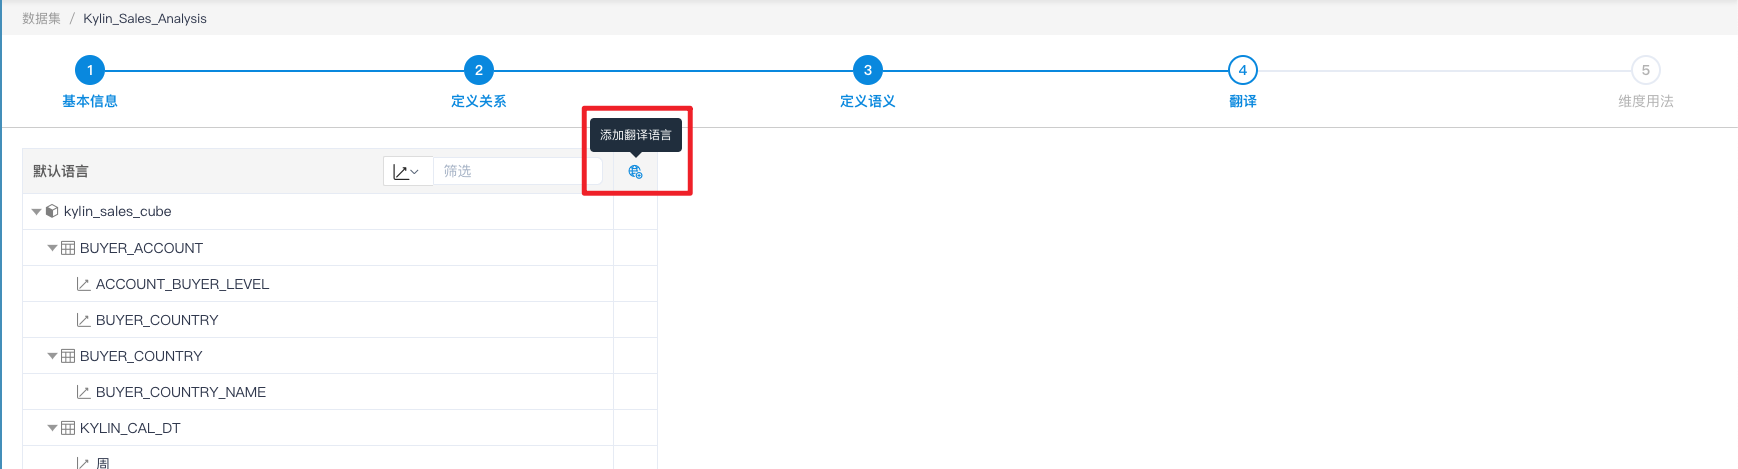 数据集 / Kylin_Sales_Analysis
1 2 3 4 5
基本信息 定义关系 定义语义 翻译 维度用法
添加翻译语言
默认语言 筛选
kylin_sales_cube
BUYER_ACCOUNT
ACCOUNT_BUYER_LEVEL
BUYER_COUNTRY
BUYER_COUNTRY
BUYER_COUNTRY_NAME
KYLIN_CAL_DT
周